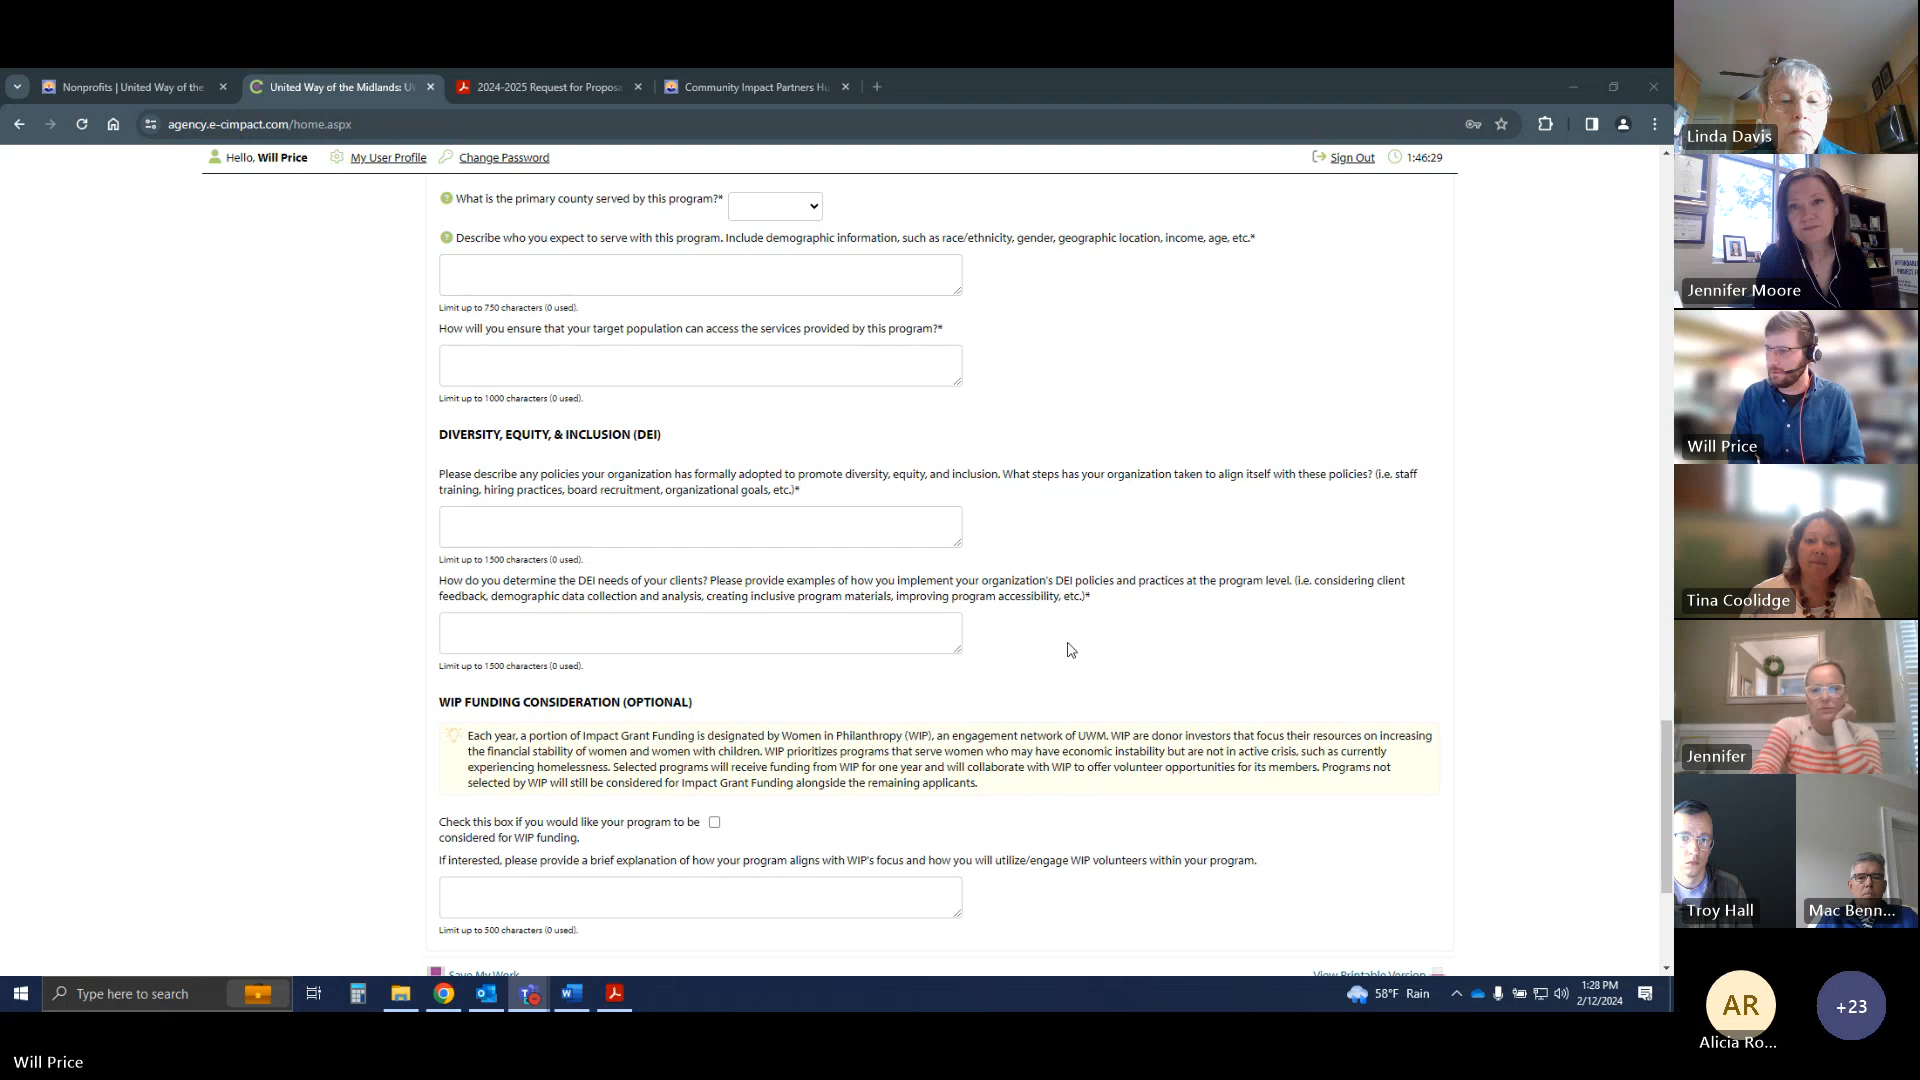 Nonprofits | United Way of the
United Way of the Midlands: U
2024-2025 Request for Proposa
Community Impact Partners Hu
agency.e-cimpact.com/home.aspx
Hello, Will Price
My User Profile
Change Password
Sign Out
1:46:29
What is the primary county served by this program?*
Describe who you expect to serve with this program. Include demographic information, such as race/ethnicity, gender, geographic location, income, age, etc.*
Limit up to 750 characters (0 used).
How will you ensure that your target population can access the services provided by this program?*
Limit up to 1000 characters (0 used).
DIVERSITY, EQUITY, & INCLUSION (DEI)
Please describe any policies your organization has formally adopted to promote diversity, equity, and inclusion. What steps has your organization taken to align itself with these policies? (i.e. staff
training, hiring practices, board recruitment, organizational goals, etc.)*
Limit up to 1500 characters (0 used).
How do you determine the DEI needs of your clients? Please provide examples of how you implement your organization's DEI policies and practices at the program level. (i.e. considering client
feedback, demographic data collection and analysis, creating inclusive program materials, improving program accessibility, etc.)*
Limit up to 1500 characters (0 used).
WIP FUNDING CONSIDERATION (OPTIONAL)
Each year, a portion of Impact Grant Funding is designated by Women in Philanthropy (WIP), an engagement network of UWM. WIP are donor investors that focus their resources on increasing
the financial stability of women and women with children. WIP prioritizes programs that serve women who may have economic instability but are not in active crisis, such as currently
experiencing homelessness. Selected programs will receive funding from WIP for one year and will collaborate with WIP to offer volunteer opportunities for its members. Programs not
selected by WIP will still be considered for Impact Grant Funding alongside the remaining applicants.
Check this box if you would like your program to be
considered for WIP funding.
If interested, please provide a brief explanation of how your program aligns with WIP's focus and how you will utilize/engage WIP volunteers within your program.
Limit up to 500 characters (0 used).
Save My Work
View Printable Version
Type here to search
58°F Rain
1:28 PM
2/12/2024
Linda Davis
Jennifer Moore
Will Price
Tina Coolidge
Jennifer
Troy Hall
Mac Benn...
AR
+23
Alicia Ro...
Will Price